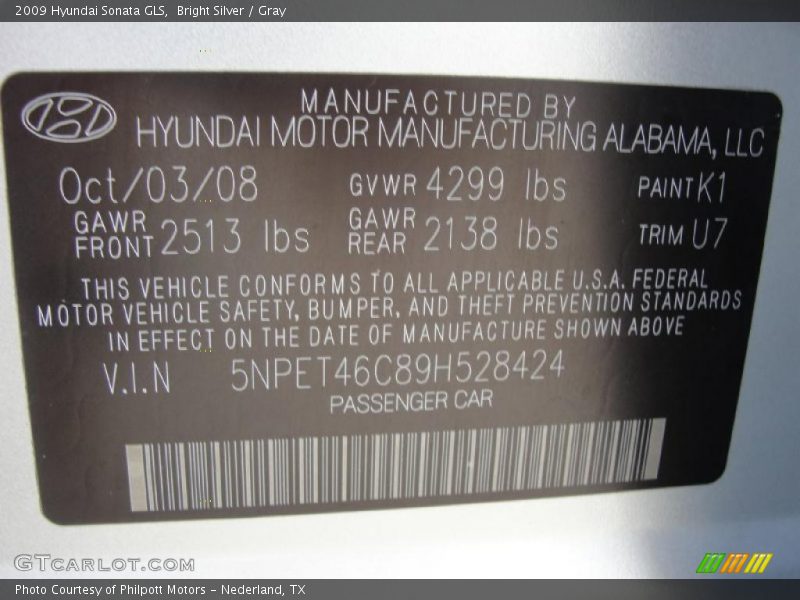 2009 Hyundai Sonata GLS, Bright Silver / Gray
MANUFACTURED BY
HYUNDAI MOTOR MANUFACTURING ALABAMA, LLC
Oct/03/08 GVWR 4299 lbs PAINT K1
GAWR FRONT 2513 lbs GAWR REAR 2138 lbs TRIM U7
THIS VEHICLE CONFORMS TO ALL APPLICABLE U.S.A. FEDERAL
MOTOR VEHICLE SAFETY, BUMPER, AND THEFT PREVENTION STANDARDS
IN EFFECT ON THE DATE OF MANUFACTURE SHOWN ABOVE
V.I.N 5NPET46C89H528424
PASSENGER CAR
GTCARLOT.COM
Photo Courtesy of Philpott Motors - Nederland, TX